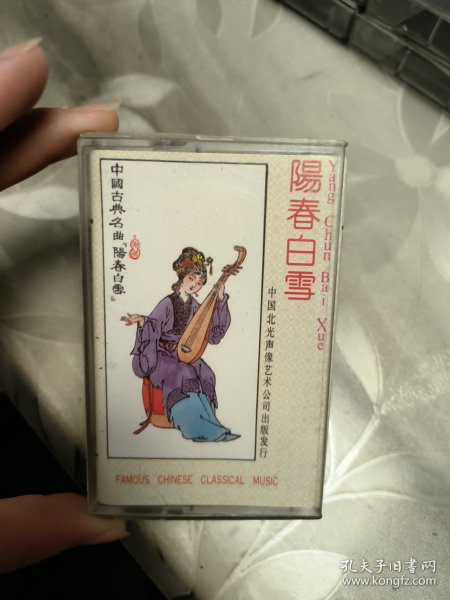 陽春白雪
Yang Chun Bai Xue
中國古典名曲『陽春白雪』
中国北光声像艺术公司出版发行
FAMOUS CHINESE CLASSICAL MUSIC
孔夫子旧书网
www.kongfz.com